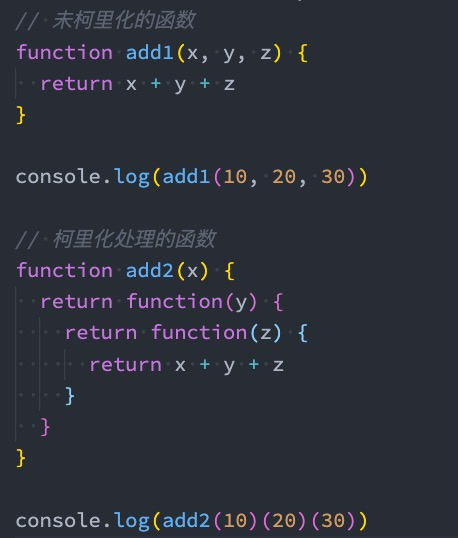 // 未柯里化的函数
function add1(x, y, z) {
  return x + y + z
}
console.log(add1(10, 20, 30))
// 柯里化处理的函数
function add2(x) {
  return function(y) {
    return function(z) {
      return x + y + z
    }
  }
}
console.log(add2(10)(20)(30))